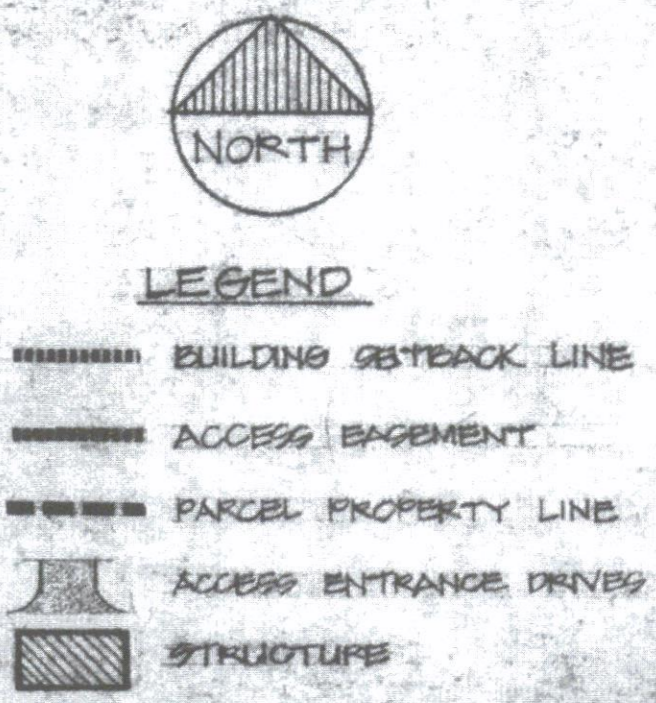 NORTH
LEGEND
BUILDING SETBACK LINE
ACCESS EASEMENT
PARCEL PROPERTY LINE
ACCESS ENTRANCE DRIVES
STRUCTURE